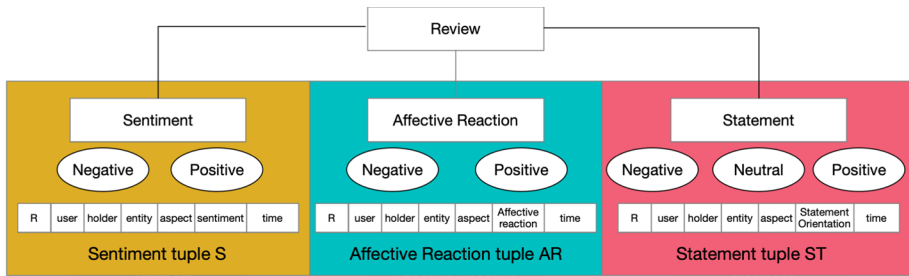 Review
Sentiment
Affective Reaction
Statement
Negative
Positive
Negative
Positive
Negative
Neutral
Positive
R user holder entity aspect sentiment time
R user holder entity aspect Affective reaction time
R user holder entity aspect Statement Orientation time
Sentiment tuple S
Affective Reaction tuple AR
Statement tuple ST